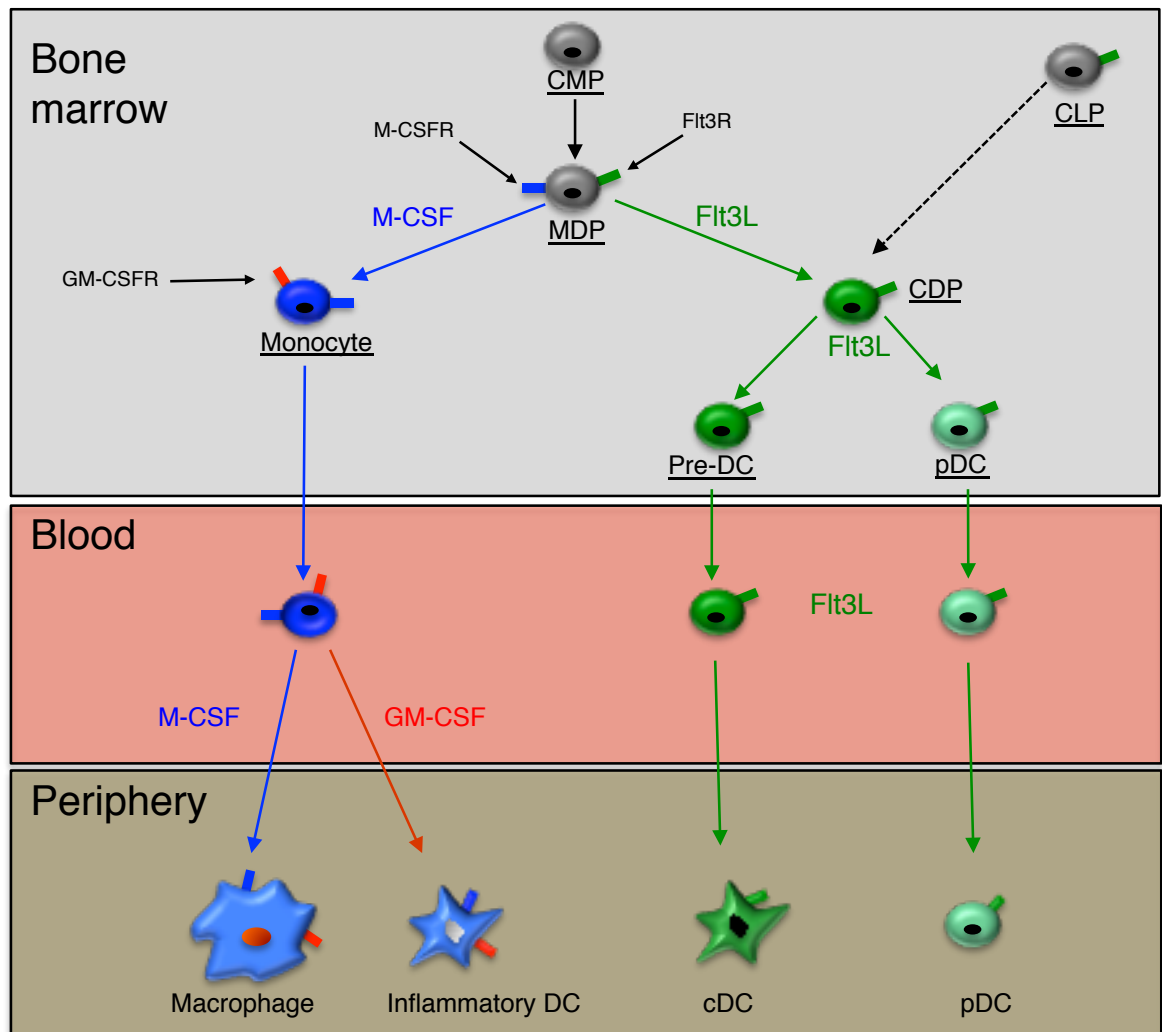 Bone
marrow
CMP
CLP
M-CSFR
Flt3R
M-CSF
MDP
Flt3L
GM-CSFR
CDP
Monocyte
Flt3L
Pre-DC
pDC
Blood
Flt3L
M-CSF
GM-CSF
Periphery
Macrophage
Inflammatory DC
cDC
pDC